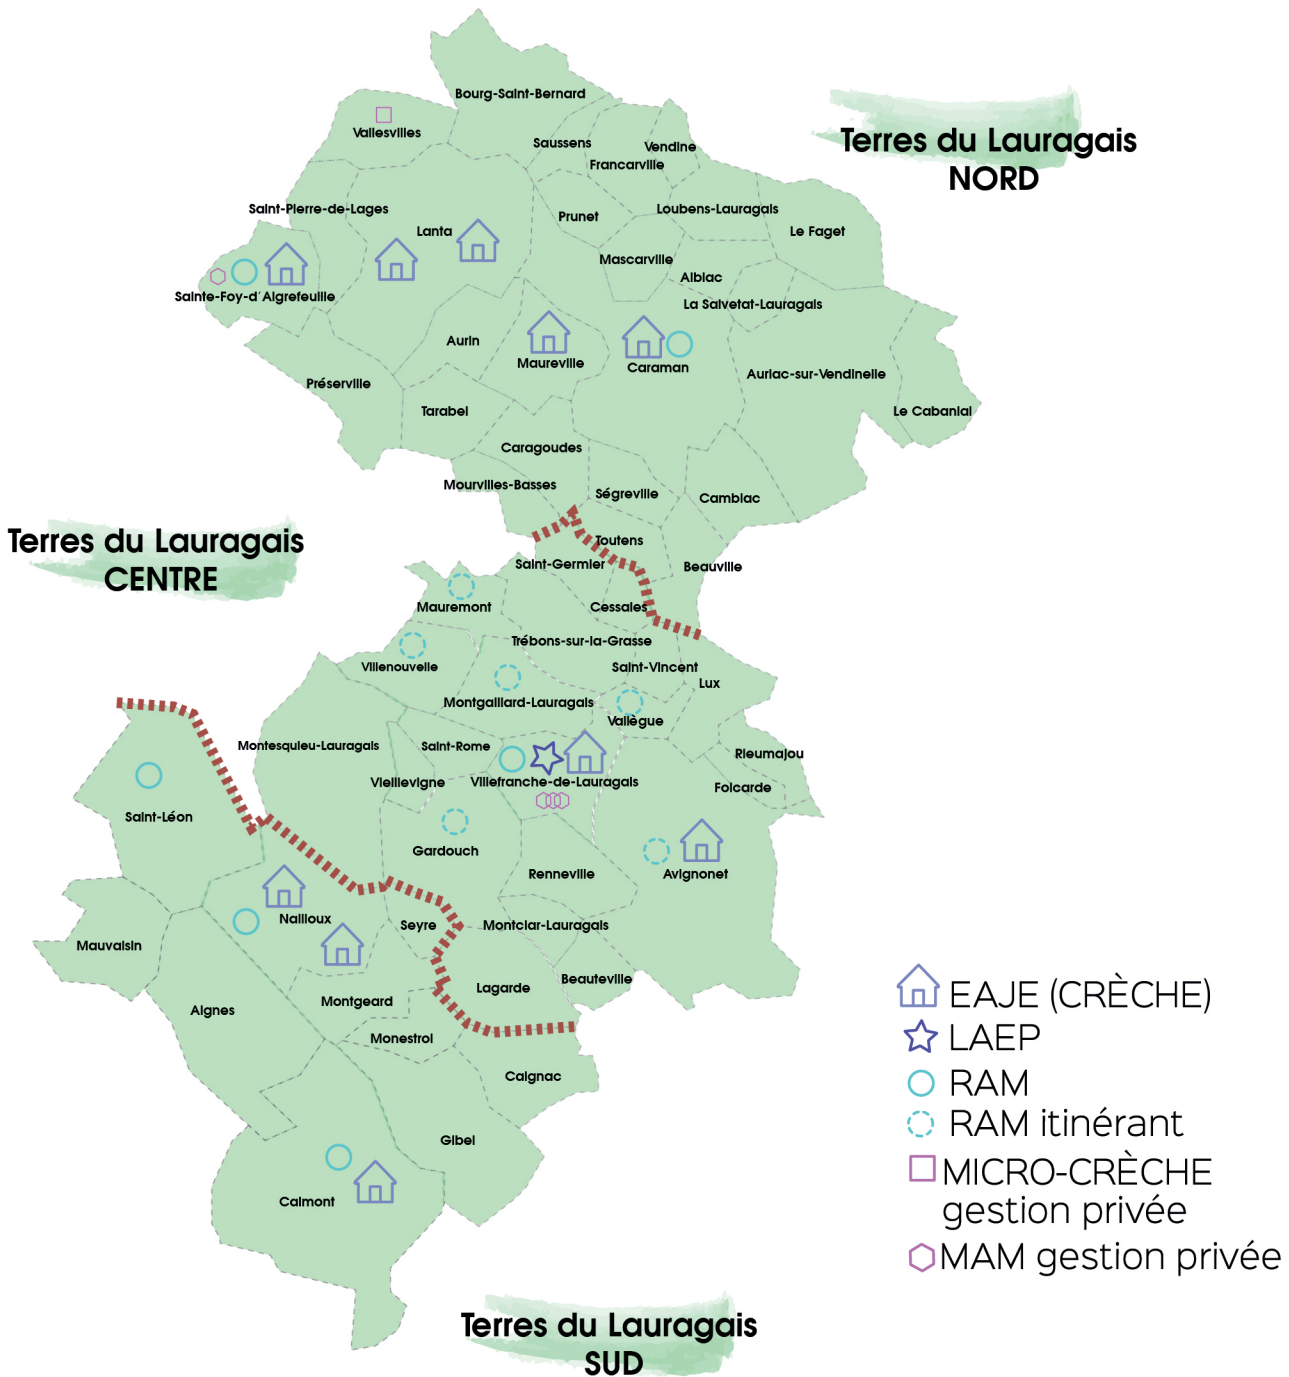 Bourg-Saint-Bernard
Vallesvilles
Saussens
Vendine
Francarville
Terres du Lauragais
NORD
Saint-Pierre-de-Lages
Lanta
Prunet
Loubens-Lauragais
Le Faget
Mascarville
Albiac
Sainte-Foy-d'Aigrefeuille
La Salvetat-Lauragais
Aurin
Maureville
Caraman
Préserville
Auriac-sur-Vendinelle
Tarabel
Le Cabanial
Caragoudes
Mourvilles-Basses
Ségreville
Cambiac
Terres du Lauragais
CENTRE
Toutens
Saint-Germier
Beauville
Mauremont
Cessales
Trébons-sur-la-Grasse
Villenouvelle
Saint-Vincent
Lux
Montgaillard-Lauragais
Vallègue
Montesquieu-Lauragais
Saint-Rome
Rieumajou
Vieillevigne
Villefranche-de-Lauragais
Folcarde
Saint-Léon
Gardouch
Renneville
Avignonet
Nailloux
Seyre
Montclar-Lauragais
Mauvaisin
Beauteville
Lagarde
Montgeard
Aignes
Monestrol
Caignac
Gibel
Calmont
EAJE (CRÈCHE)
LAEP
RAM
RAM itinérant
MICRO-CRÈCHE
gestion privée
MAM gestion privée
Terres du Lauragais
SUD